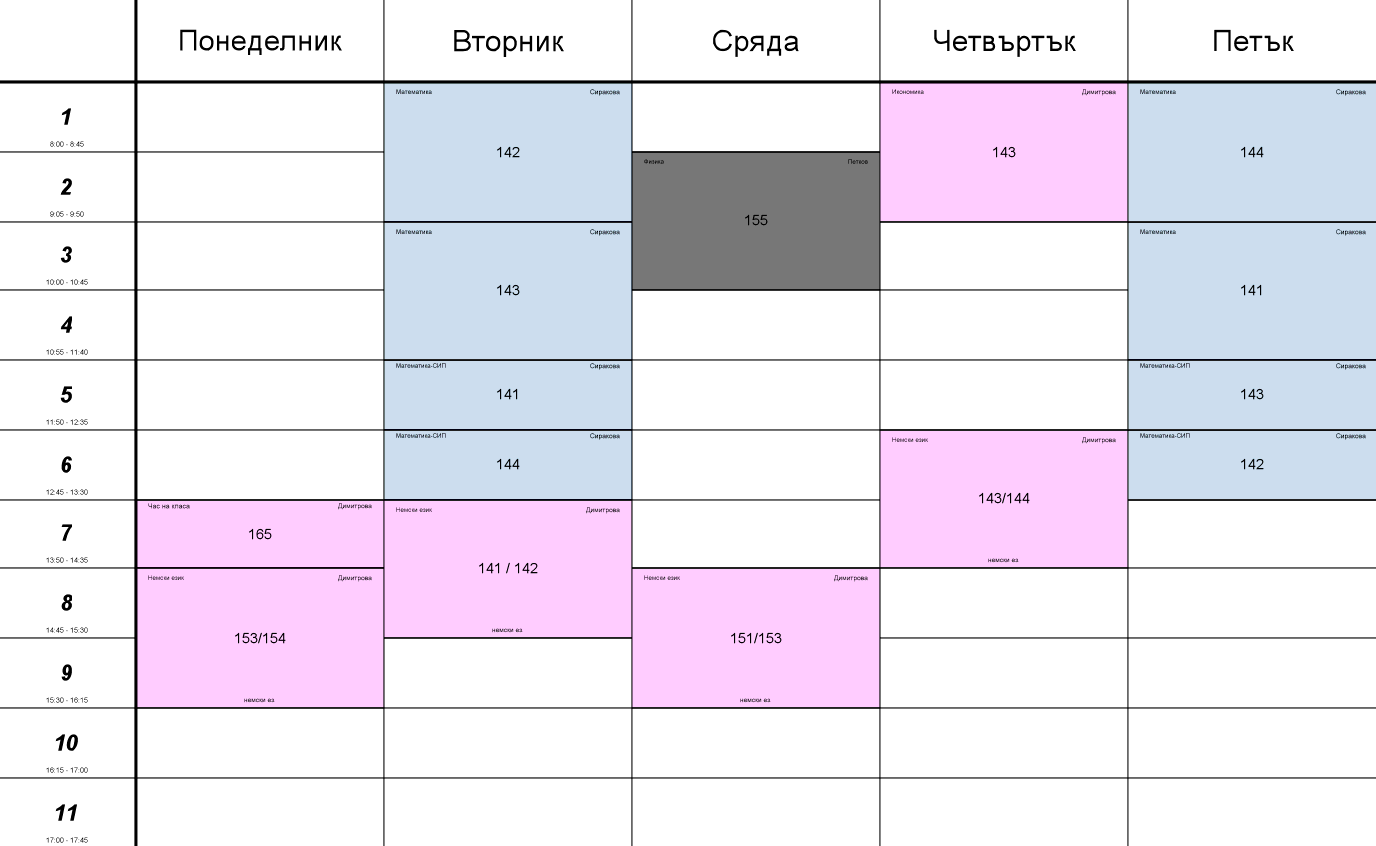 Понеделник Вторник Сряда Четвъртък Петък
1
8:00 - 8:45
Математика Сиракова
142
Икономика Димитрова
143
Математика Сиракова
144
2
9:05 - 9:50
Физика Петков
155
3
10:00 - 10:45
Математика Сиракова
143
Математика Сиракова
141
4
10:55 - 11:40
5
11:50 - 12:35
Математика-СИП Сиракова
141
Математика-СИП Сиракова
143
6
12:45 - 13:30
Математика-СИП Сиракова
144
Немски език Димитрова
143/144
немски ез
Математика-СИП Сиракова
142
7
13:50 - 14:35
Час на класа Димитрова
165
Немски език Димитрова
141 / 142
немски ез
8
14:45 - 15:30
Немски език Димитрова
153/154
немски ез
Немски език Димитрова
151/153
немски ез
9
15:30 - 16:15
10
16:15 - 17:00
11
17:00 - 17:45